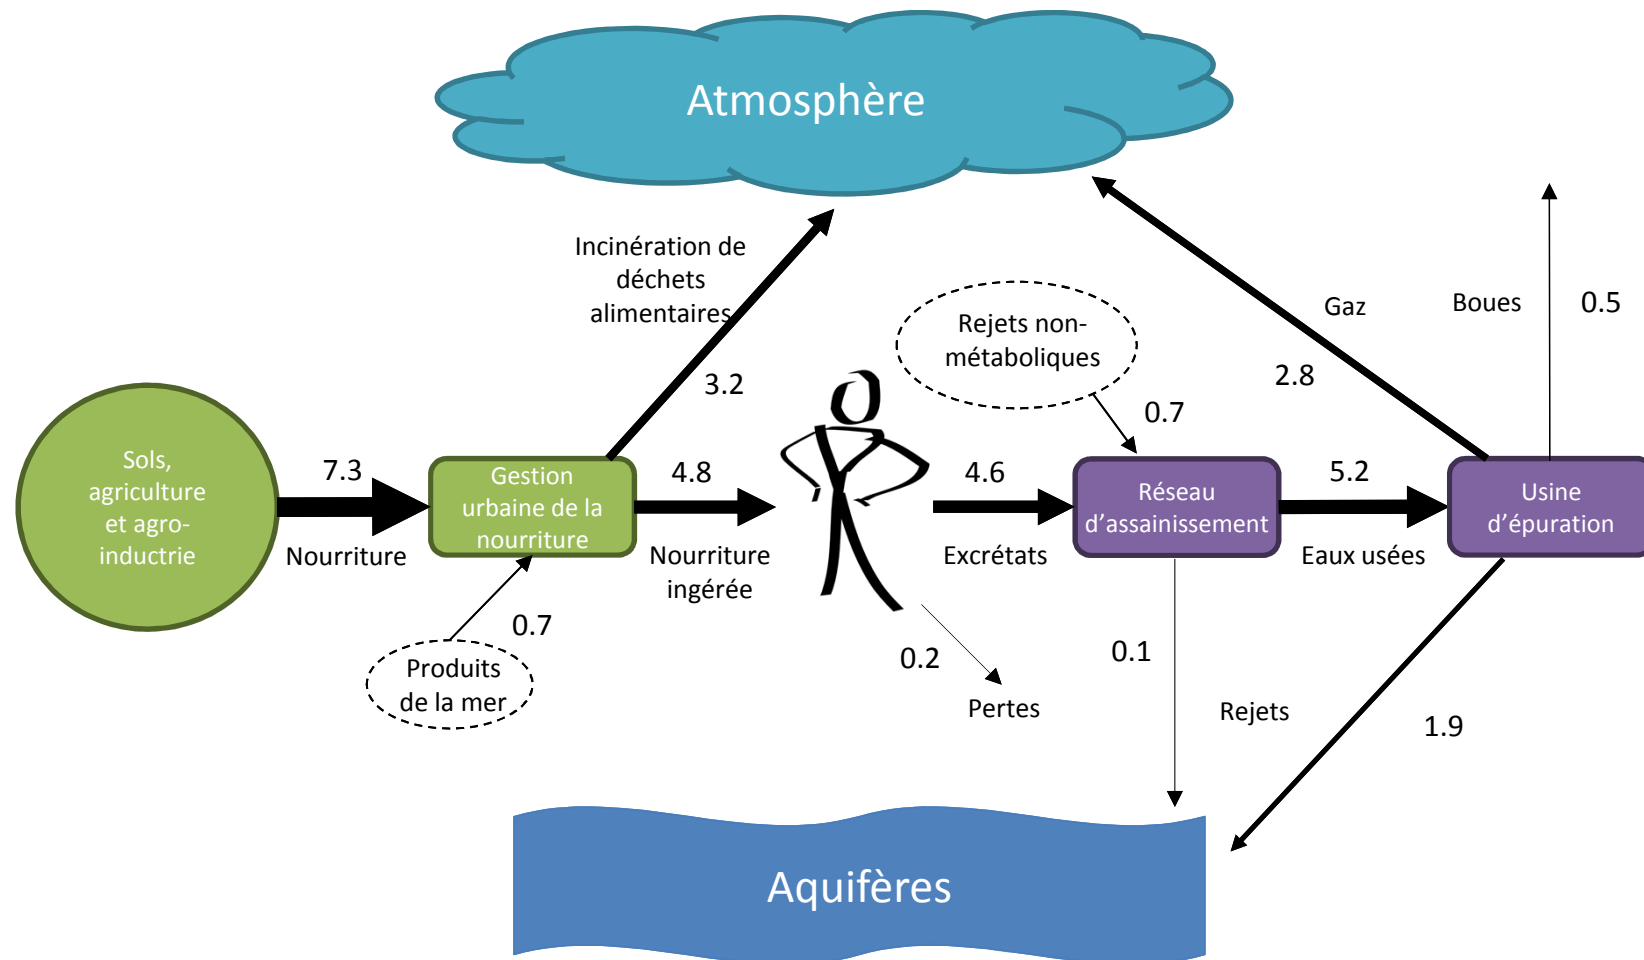 Atmosphère
Incinération de
déchets
alimentaires
3.2
Rejets non-
métaboliques
0.7
Gaz
2.8
Boues
0.5
Sols,
agriculture
et agro-
inductrie
7.3
Nourriture
Gestion
urbaine de la
nourriture
4.8
Nourriture
ingérée
4.6
Excrétats
Réseau
d’assainissement
5.2
Eaux usées
Usine
d’épuration
0.7
Produits
de la mer
0.2
Pertes
0.1
Rejets
1.9
Aquifères